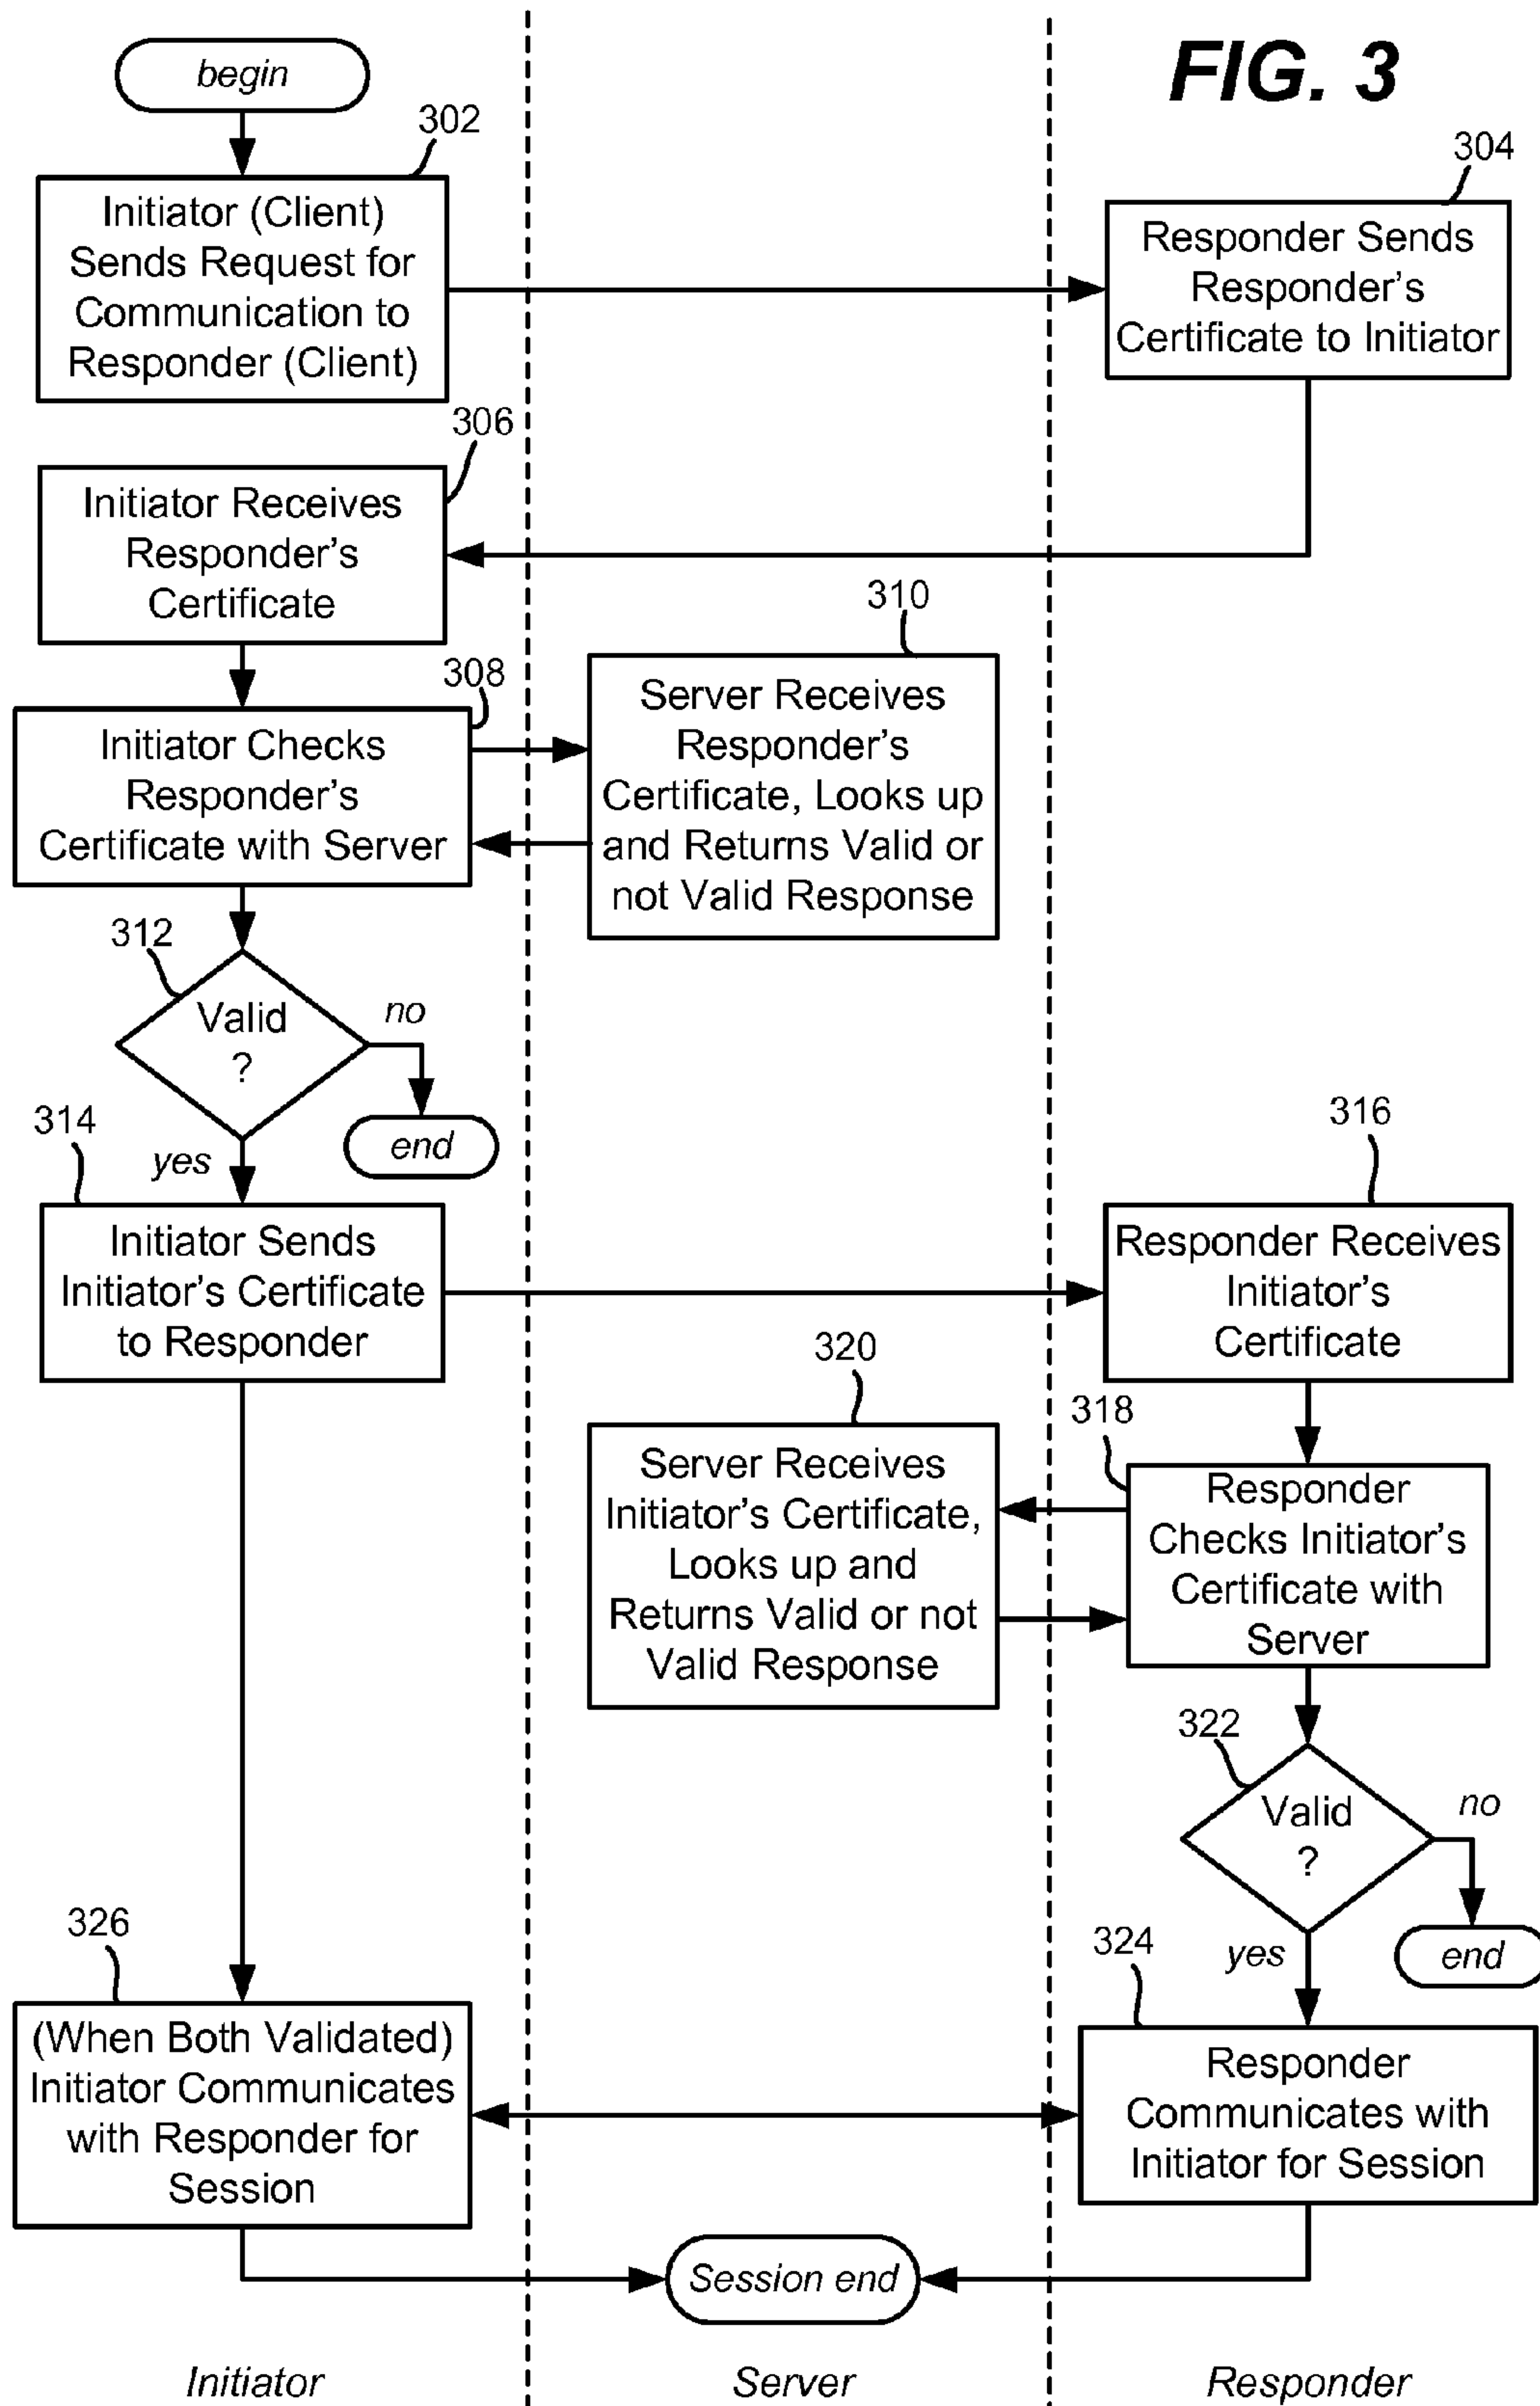 FIG. 3
begin
302
Initiator (Client)
Sends Request for
Communication to
Responder (Client)
304
Responder Sends
Responder's
Certificate to Initiator
306
Initiator Receives
Responder's
Certificate
308
Initiator Checks
Responder's
Certificate with Server
310
Server Receives
Responder's
Certificate, Looks up
and Returns Valid or
not Valid Response
312
Valid
?
no
end
yes
314
Initiator Sends
Initiator's Certificate
to Responder
316
Responder Receives
Initiator's
Certificate
318
Responder
Checks Initiator's
Certificate with
Server
320
Server Receives
Initiator's Certificate,
Looks up and
Returns Valid or not
Valid Response
322
Valid
?
no
end
yes
324
Responder
Communicates with
Initiator for Session
326
(When Both Validated)
Initiator Communicates
with Responder for
Session
Session end
Initiator
Server
Responder